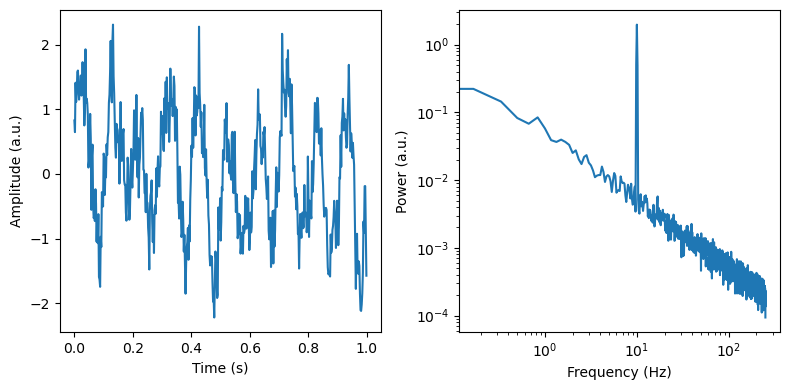 Amplitude (a.u.)
2
1
0
−1
−2
0.0 0.2 0.4 0.6 0.8 1.0
Time (s)
Power (a.u.)
10⁰
10⁻¹
10⁻²
10⁻³
10⁻⁴
10⁰ 10¹ 10²
Frequency (Hz)